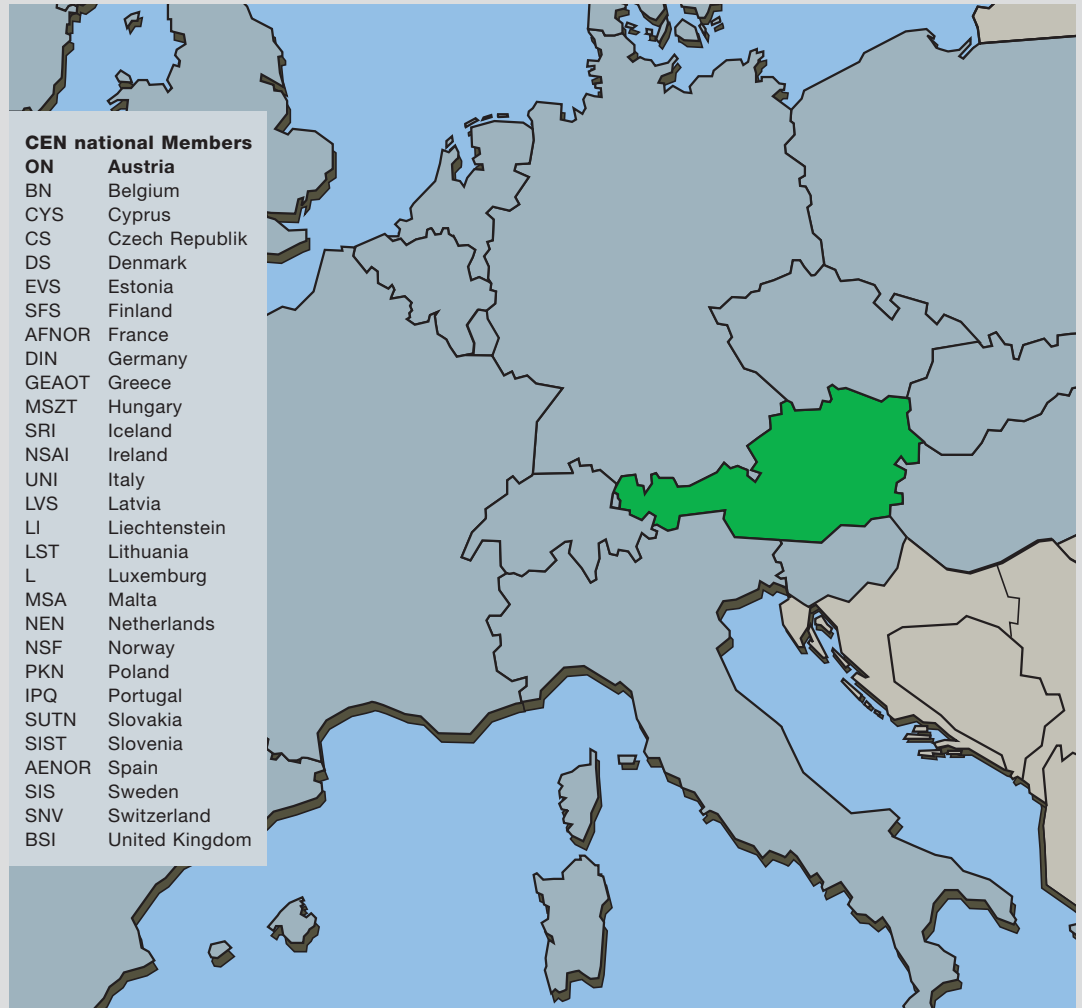 CEN national Members
ON Austria
BN Belgium
CYS Cyprus
CS Czech Republik
DS Denmark
EVS Estonia
SFS Finland
AFNOR France
DIN Germany
GEAOT Greece
MSZT Hungary
SRI Iceland
NSAI Ireland
UNI Italy
LVS Latvia
LI Liechtenstein
LST Lithuania
L Luxemburg
MSA Malta
NEN Netherlands
NSF Norway
PKN Poland
IPQ Portugal
SUTN Slovakia
SIST Slovenia
AENOR Spain
SIS Sweden
SNV Switzerland
BSI United Kingdom